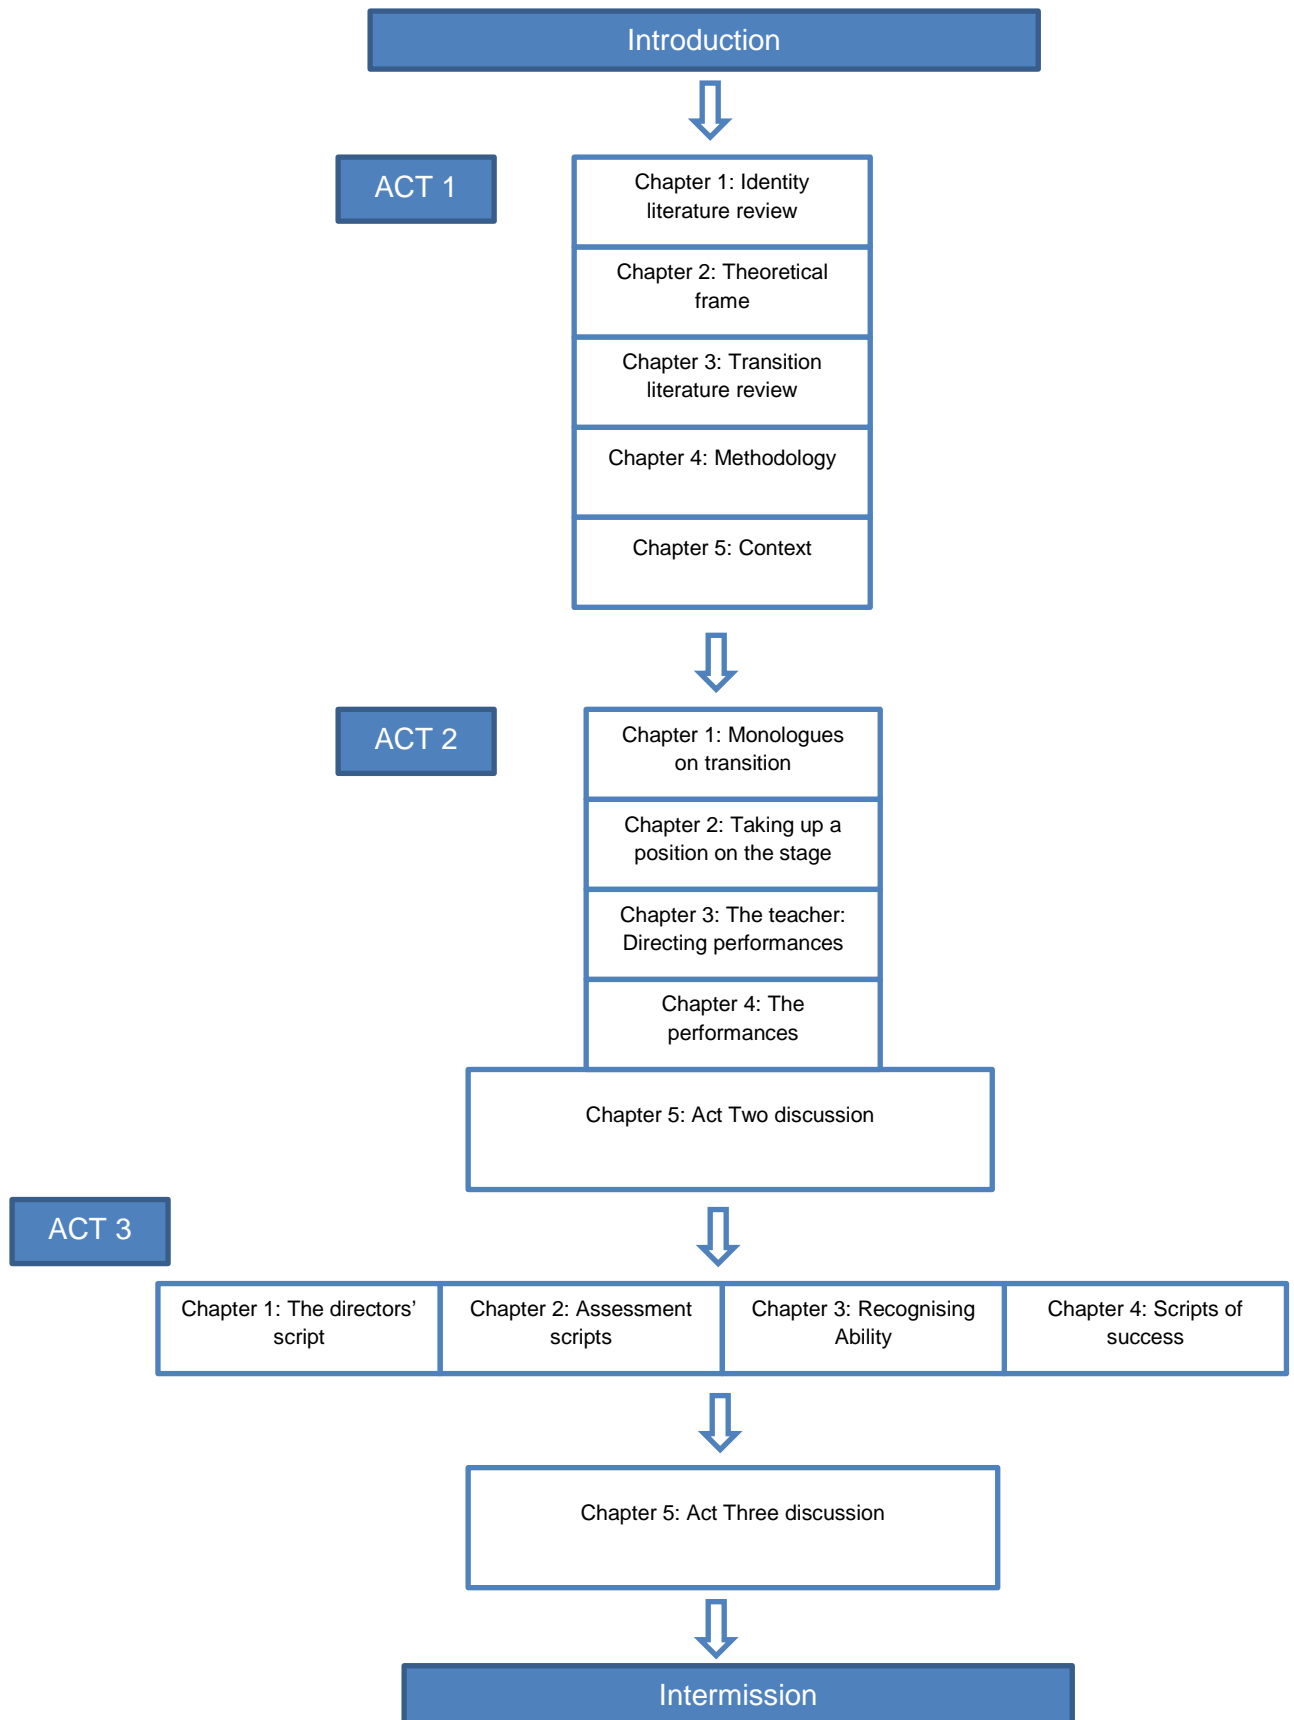 Introduction
ACT 1
Chapter 1: Identity
literature review
Chapter 2: Theoretical
frame
Chapter 3: Transition
literature review
Chapter 4: Methodology
Chapter 5: Context
ACT 2
Chapter 1: Monologues
on transition
Chapter 2: Taking up a
position on the stage
Chapter 3: The teacher:
Directing performances
Chapter 4: The
performances
Chapter 5: Act Two discussion
ACT 3
Chapter 1: The directors’
script
Chapter 2: Assessment
scripts
Chapter 3: Recognising
Ability
Chapter 4: Scripts of
success
Chapter 5: Act Three discussion
Intermission